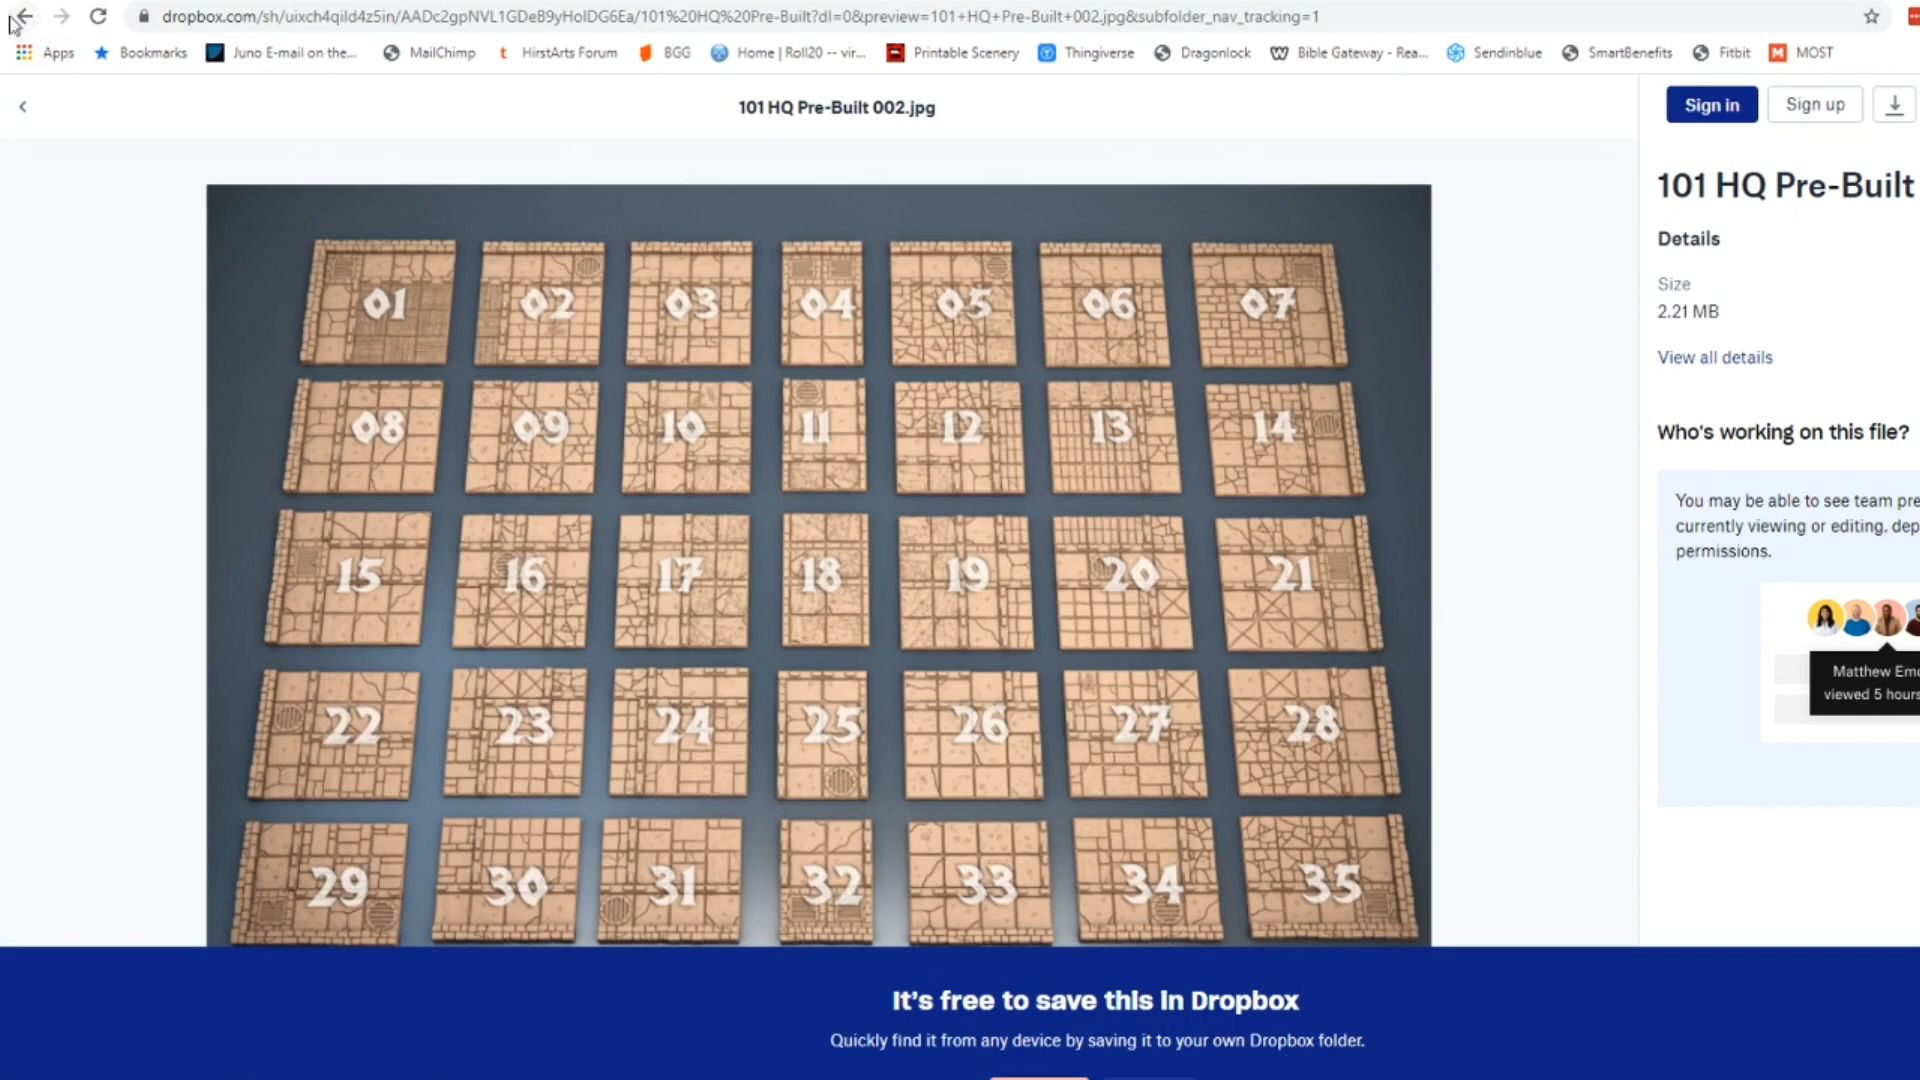 dropbox.com/sh/uixch4qild4z5in/AADc2gpNVL1GDeB9yHolDG6Ea/101%20HQ%20Pre-Built?dl=0&preview=101+HQ+Pre-Built+002.jpg&subfolder_nav_tracking=1
Apps Bookmarks Juno E-mail on the... MailChimp HirstArts Forum BGG Home | Roll20 -- vir... Printable Scenery Thingiverse Dragonlock Bible Gateway - Rea... Sendinblue SmartBenefits Fitbit MOST
101 HQ Pre-Built 002.jpg
Sign in Sign up
101 HQ Pre-Built
Details
Size
2.21 MB
View all details
Who's working on this file?
You may be able to see team pre
currently viewing or editing, dep
permissions.
Matthew Emo
viewed 5 hours
01 02 03 04 05 06 07
08 09 10 11 12 13 14
15 16 17 18 19 20 21
22 23 24 25 26 27 28
29 30 31 32 33 34 35
It's free to save this in Dropbox
Quickly find it from any device by saving it to your own Dropbox folder.